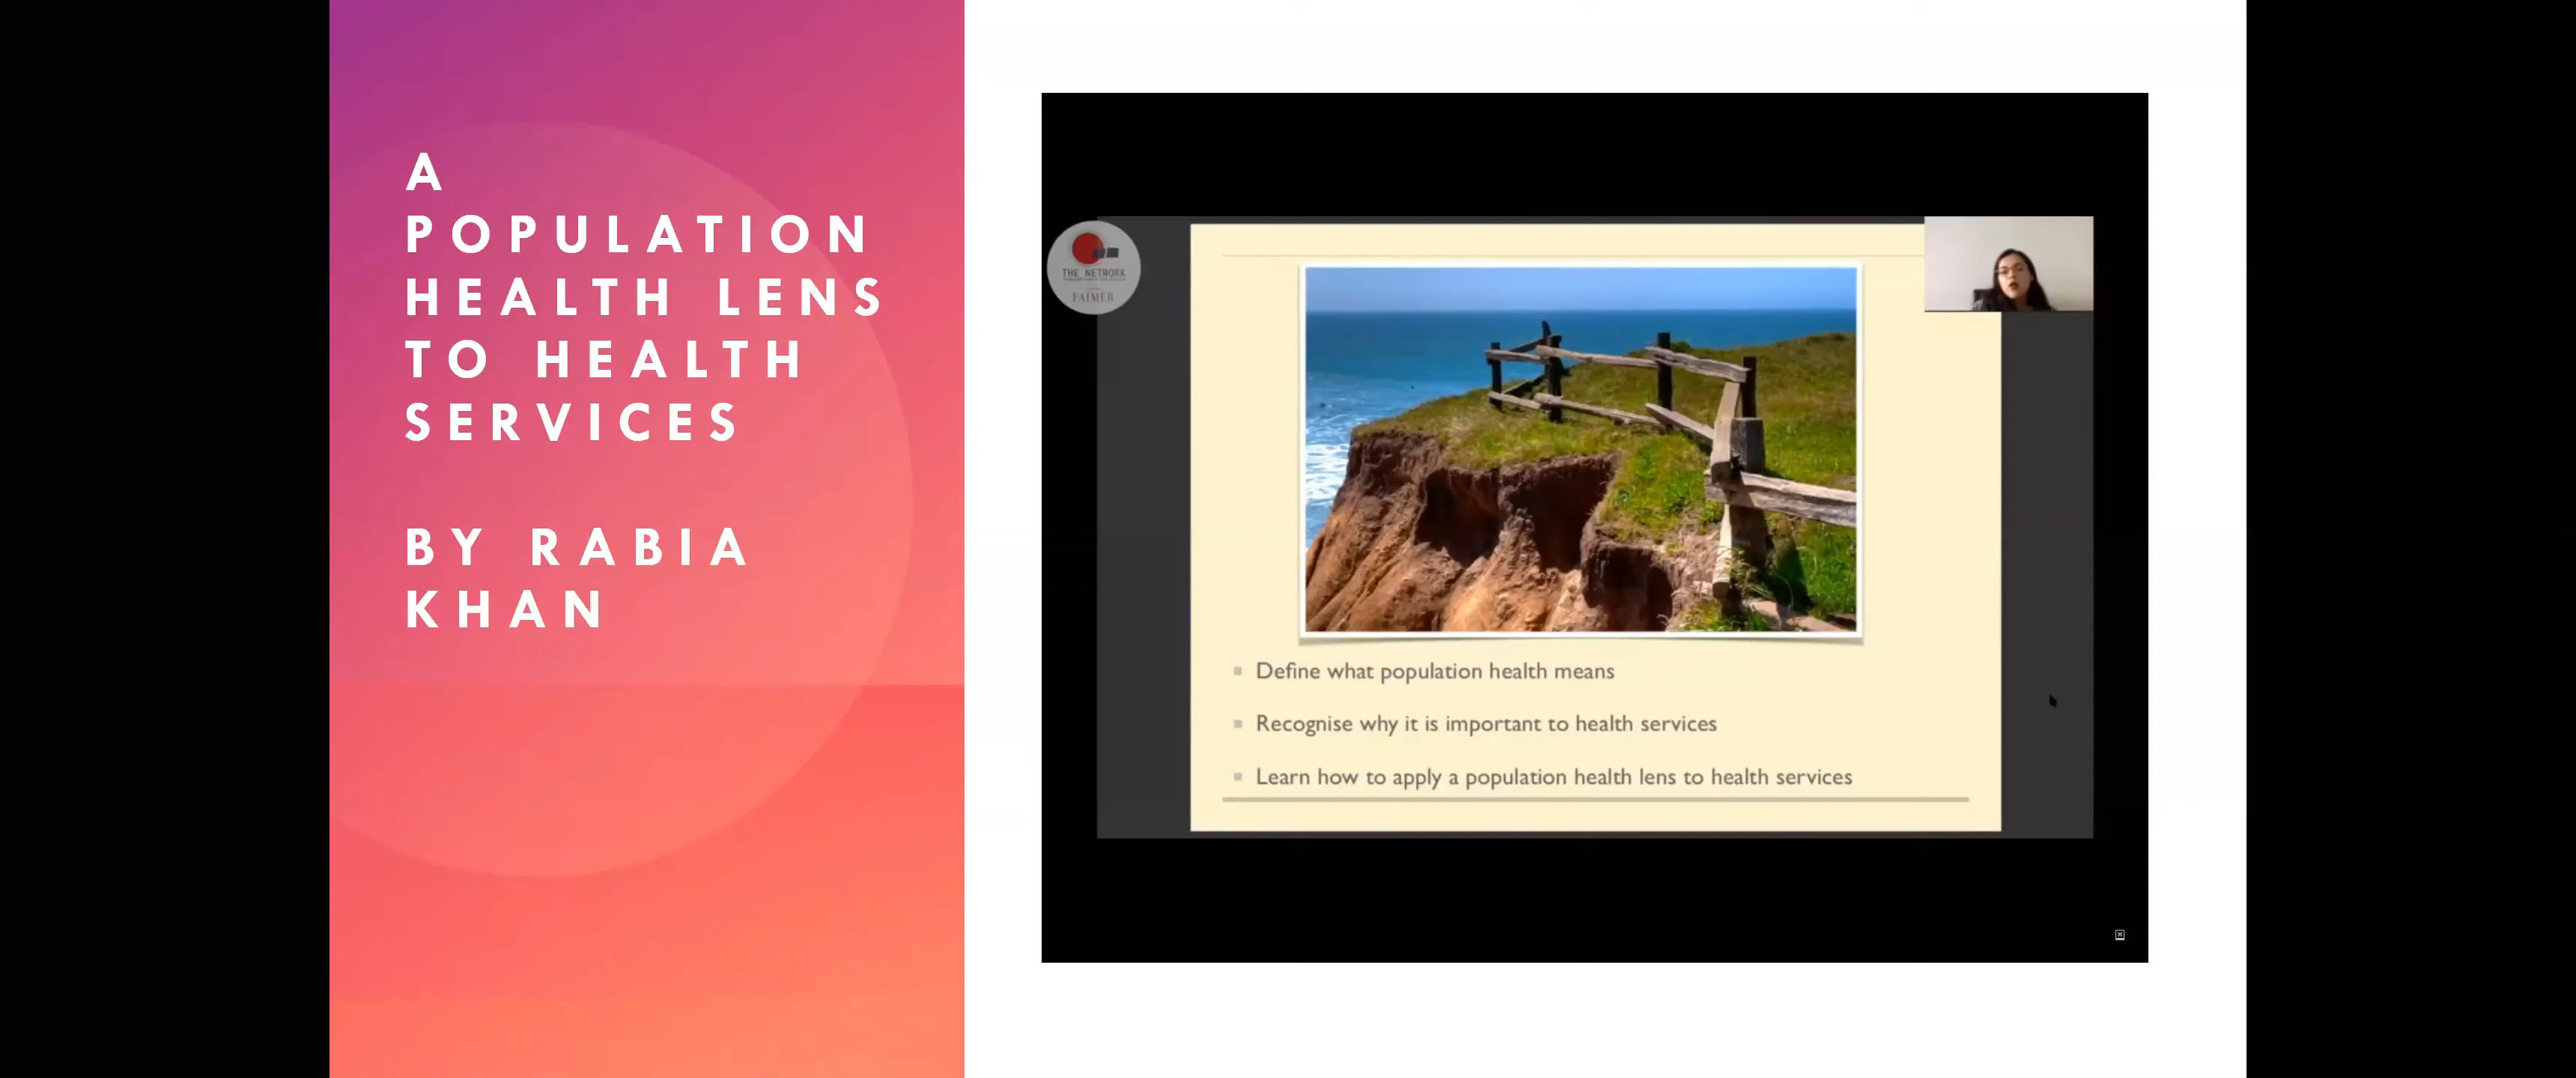 A
POPULATION
HEALTH LENS
TO HEALTH
SERVICES
BY RABIA
KHAN
THE NETWORK
FAIMER
Define what population health means
Recognise why it is important to health services
Learn how to apply a population health lens to health services